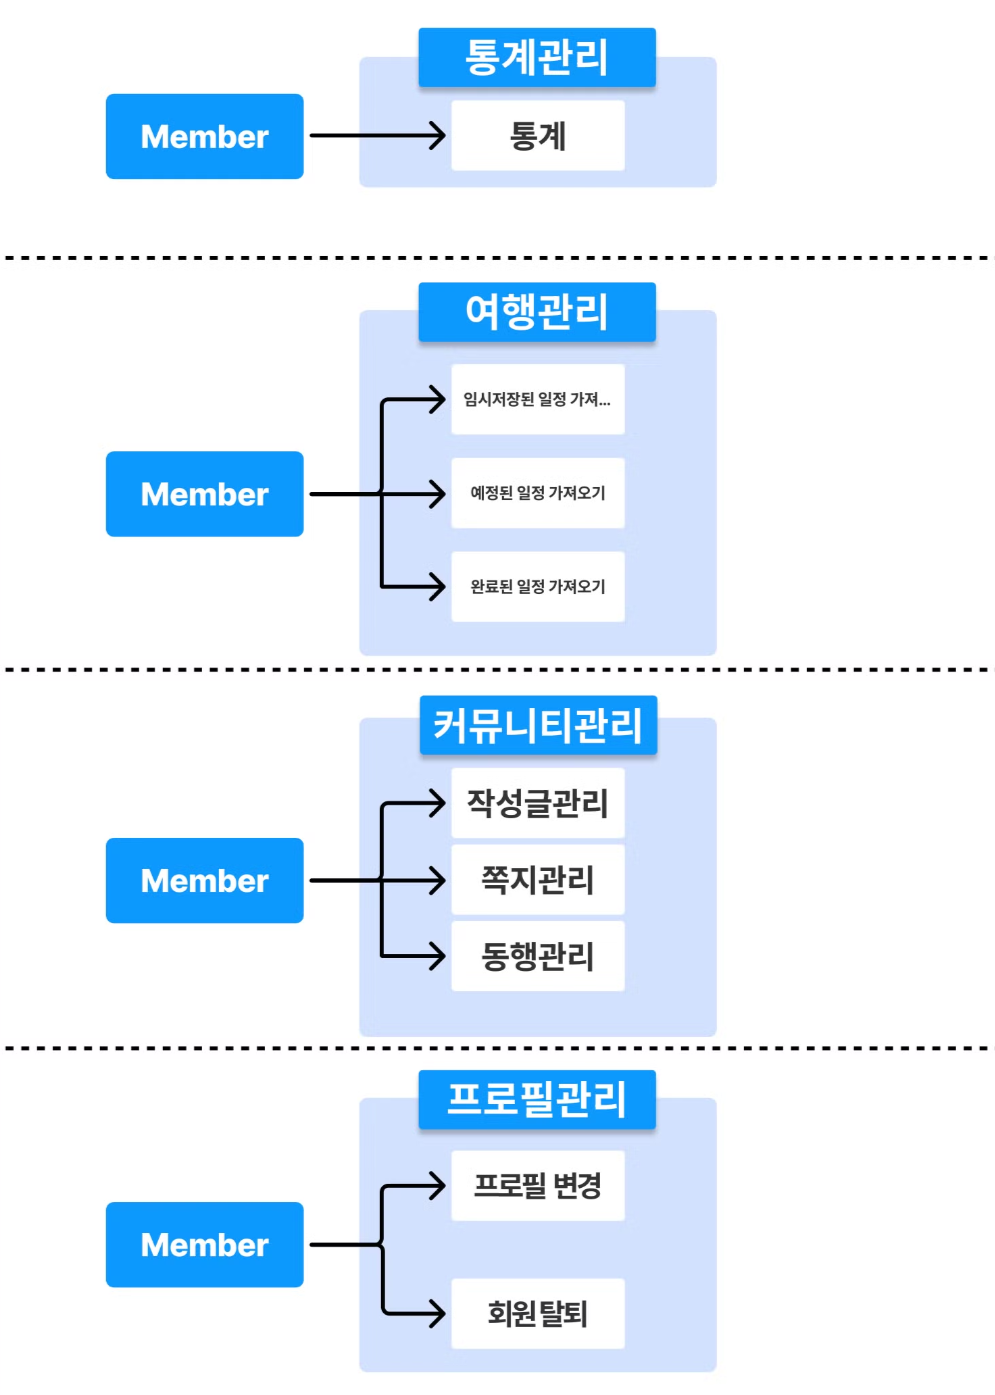 통계관리
Member
통계
여행관리
임시저장된 일정 가져...
Member
예정된 일정 가져오기
완료된 일정 가져오기
커뮤니티관리
작성글관리
Member
쪽지관리
동행관리
프로필관리
프로필 변경
Member
회원탈퇴